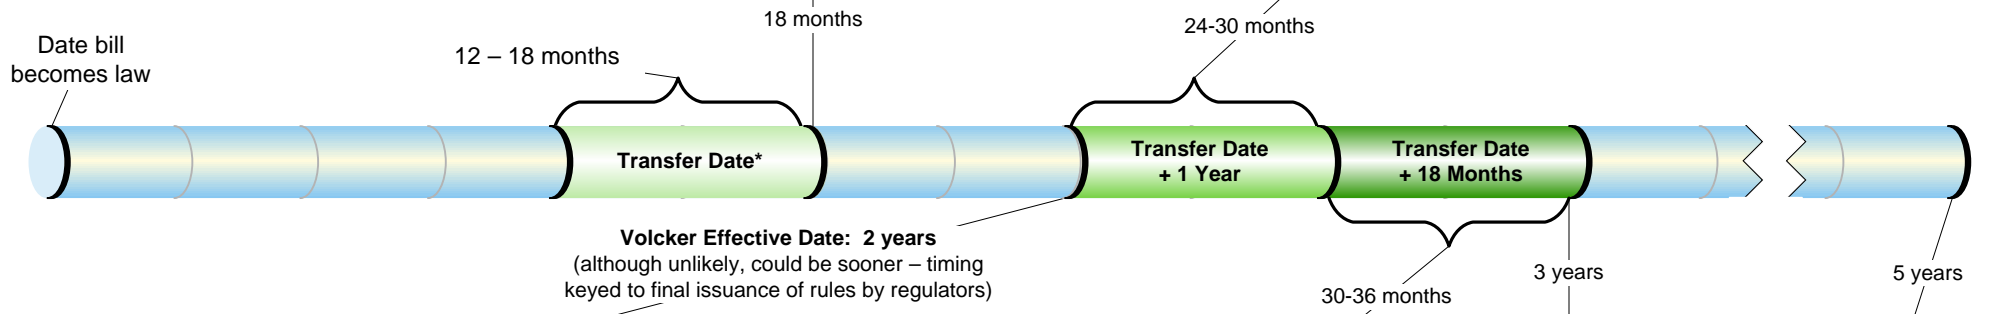 18 months
24-30 months
Date bill
becomes law
12 – 18 months
Transfer Date*
Transfer Date
+ 1 Year
Transfer Date
+ 18 Months
Volcker Effective Date:  2 years
(although unlikely, could be sooner – timing
keyed to final issuance of rules by regulators)
30-36 months
3 years
5 years